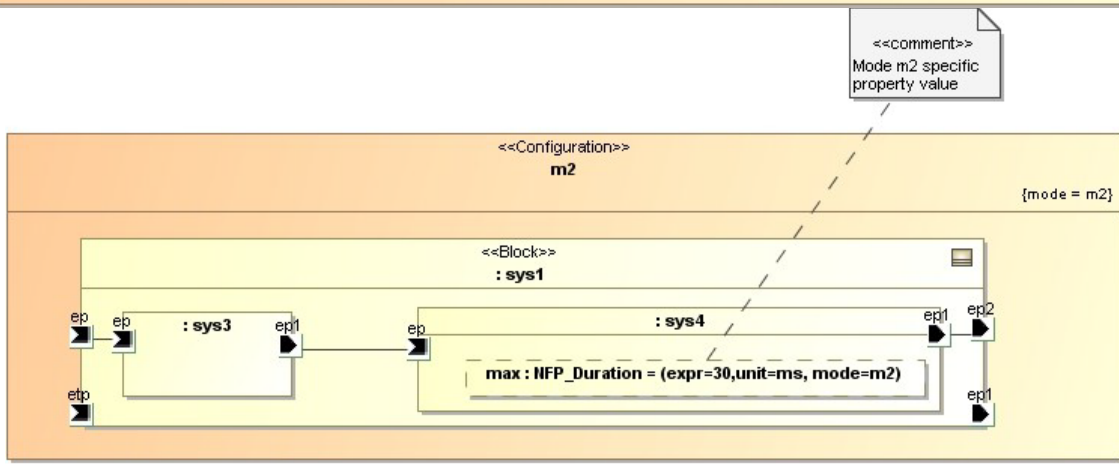 <<comment>>
Mode m2 specific
property value
<<Configuration>>
m2
{mode = m2}
<<Block>>
: sys1
ep
ep
: sys3
ep1
ep
: sys4
ep1
ep2
max : NFP_Duration = (expr=30,unit=ms, mode=m2)
etp
ep1